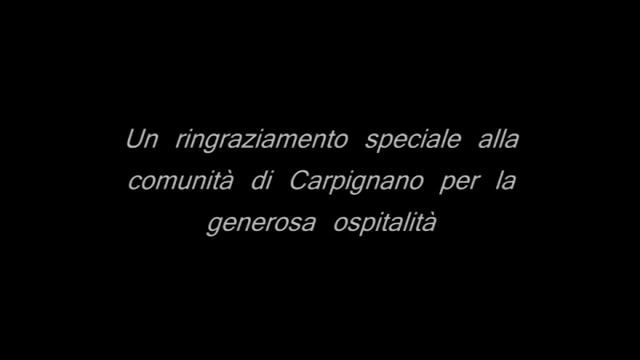 Un ringraziamento speciale alla
comunità di Carpignano per la
generosa ospitalità